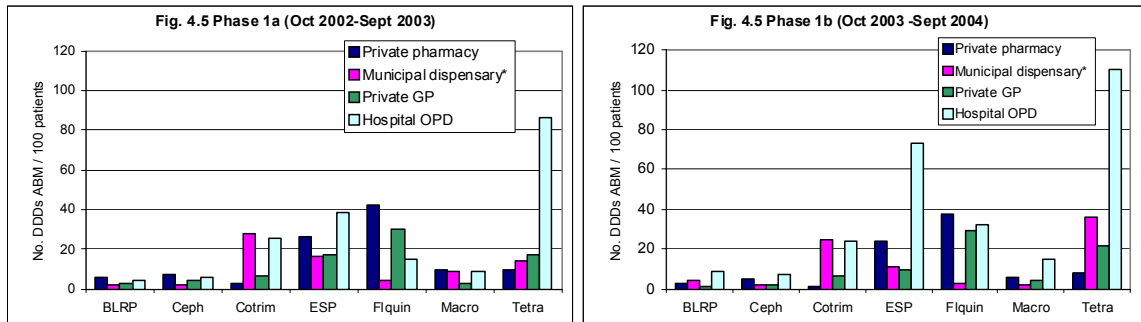 Fig. 4.5 Phase 1a (Oct 2002-Sept 2003)
No. DDDs ABM / 100 patients
120
100
80
60
40
20
0
Private pharmacy
Municipal dispensary*
Private GP
Hospital OPD
BLRP Ceph Cotrim ESP Flquin Macro Tetra
Fig. 4.5 Phase 1b (Oct 2003 -Sept 2004)
No. DDDs ABM / 100 patients
120
100
80
60
40
20
0
Private pharmacy
Municipal dispensary*
Private GP
Hospital OPD
BLRP Ceph Cotrim ESP Flquin Macro Tetra